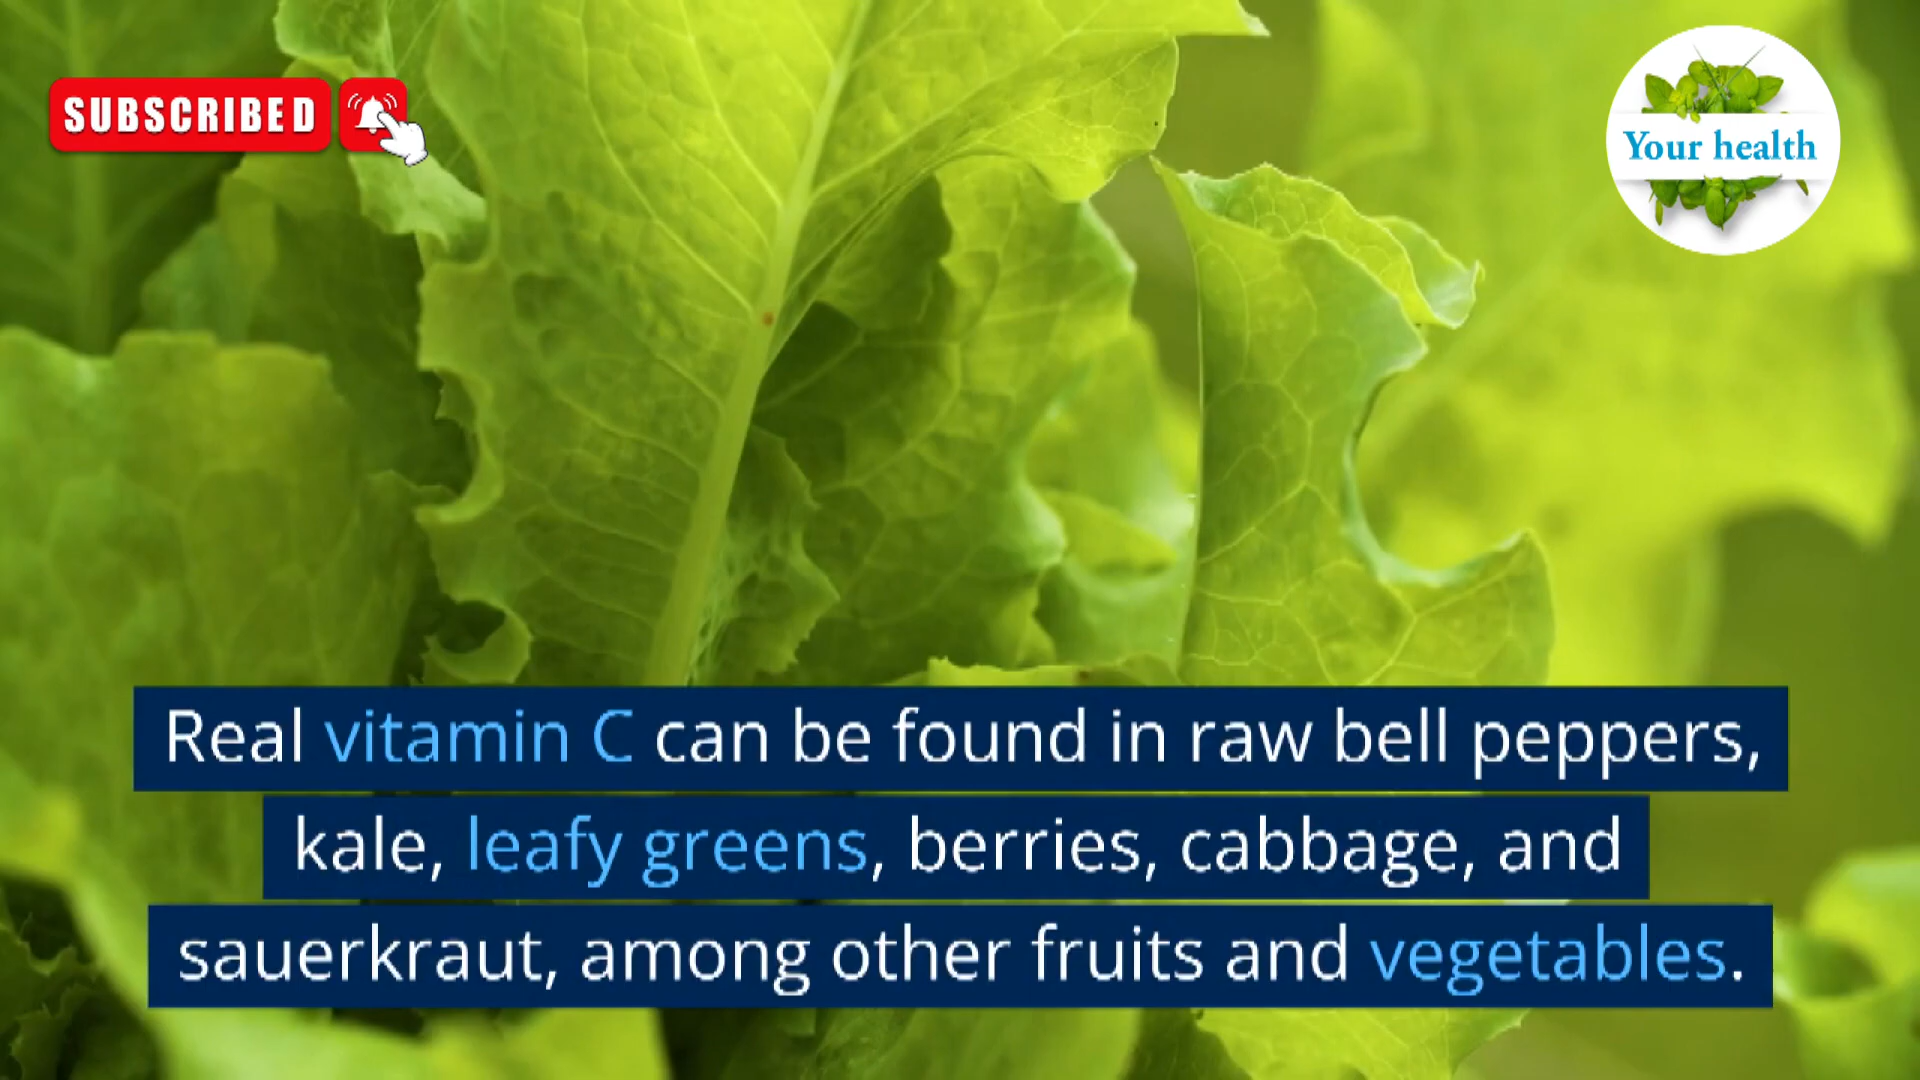 SUBSCRIBED
Your health
Real vitamin C can be found in raw bell peppers,
kale, leafy greens, berries, cabbage, and
sauerkraut, among other fruits and vegetables.